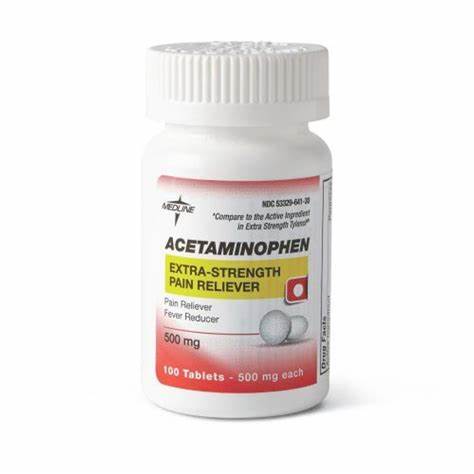 MEDLINE
NDC 53329-641-30
*Compare to the Active Ingredient
in Extra Strength Tylenol®
ACETAMINOPHEN
EXTRA-STRENGTH
PAIN RELIEVER
Pain Reliever
Fever Reducer
500 mg
100 Tablets - 500 mg each
Drug Facts